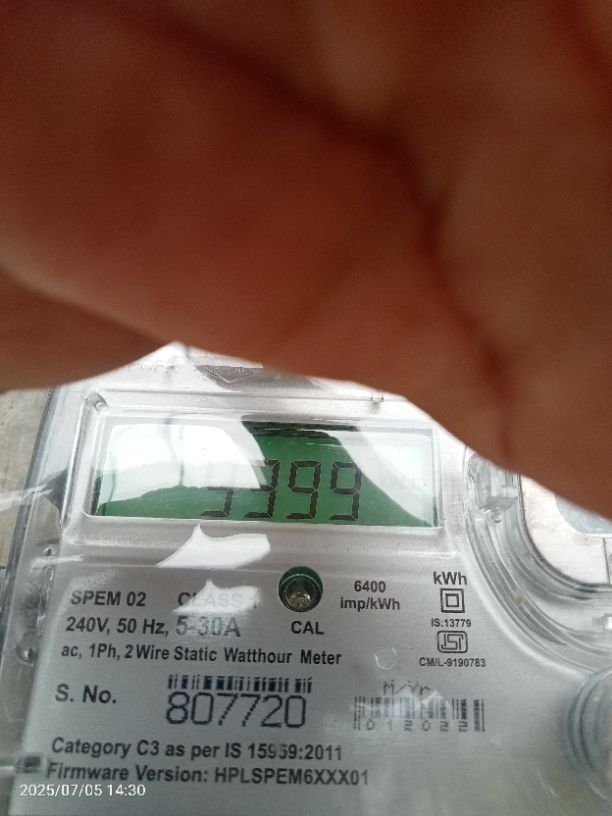 399
SPEM 02
6400
imp/kWh
kWh
240V, 50 Hz, 5-30A
CAL
IS:13779
ac, 1Ph, 2 Wire Static Watthour Meter
CM/L-9190783
S. No. 807720
M/Yr
Category C3 as per IS 15959:2011
Firmware Version: HPLSPEM6XXX01
2025/07/05 14:30